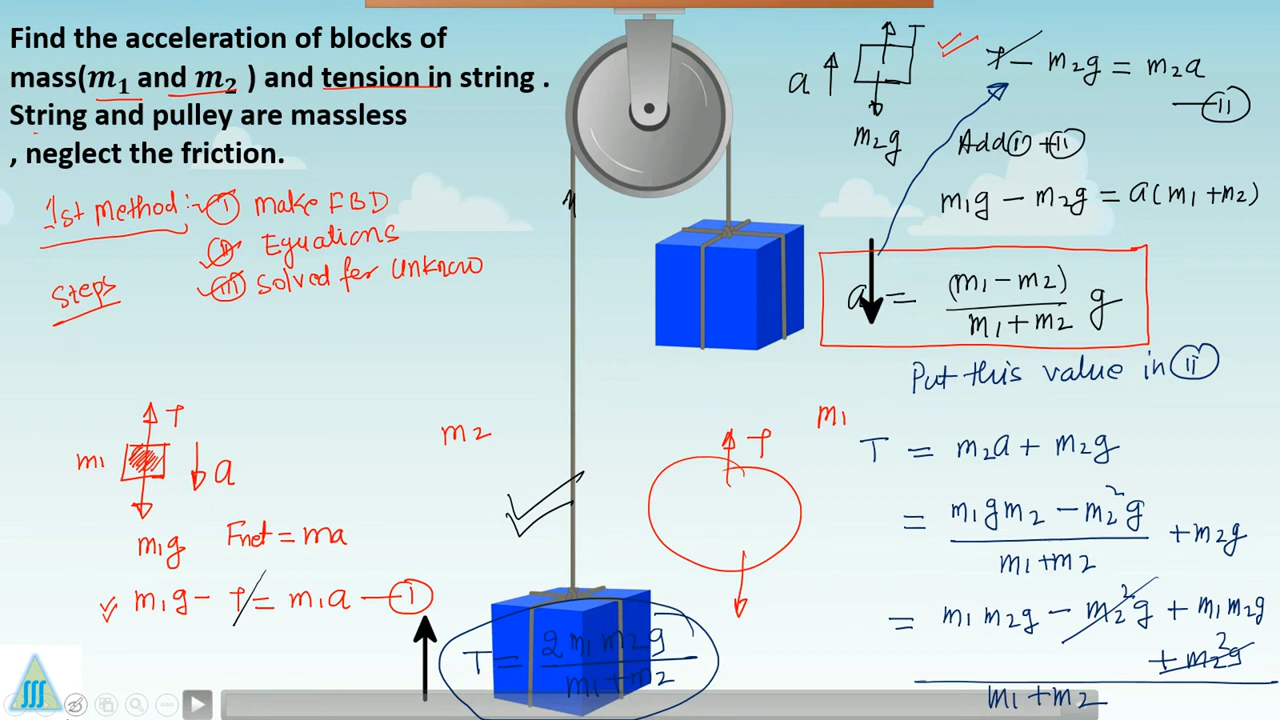 Find the acceleration of blocks of
mass(m₁ and m₂ ) and tension in string .
String and pulley are massless
, neglect the friction.
1st Method :- (I) make FBD
(II) Equations
(III) Solved for Unknow
Steps
T
m1
a
m1g
Fnet = ma
m1g - T = m1a — (I)
m2
T
m1
T = 2m1m2g / m1+m2
T
a
m2g
T - m2g = m2a
— (II)
Add (I) + (II)
m1g - m2g = a(m1+m2)
a = (m1-m2) / m1+m2 g
Put this value in (II)
T = m2a + m2g
= m1gm2 - m2²g / m1+m2 + m2g
= m1m2g - m2²g + m1m2g
+ m2²g
m1+m2